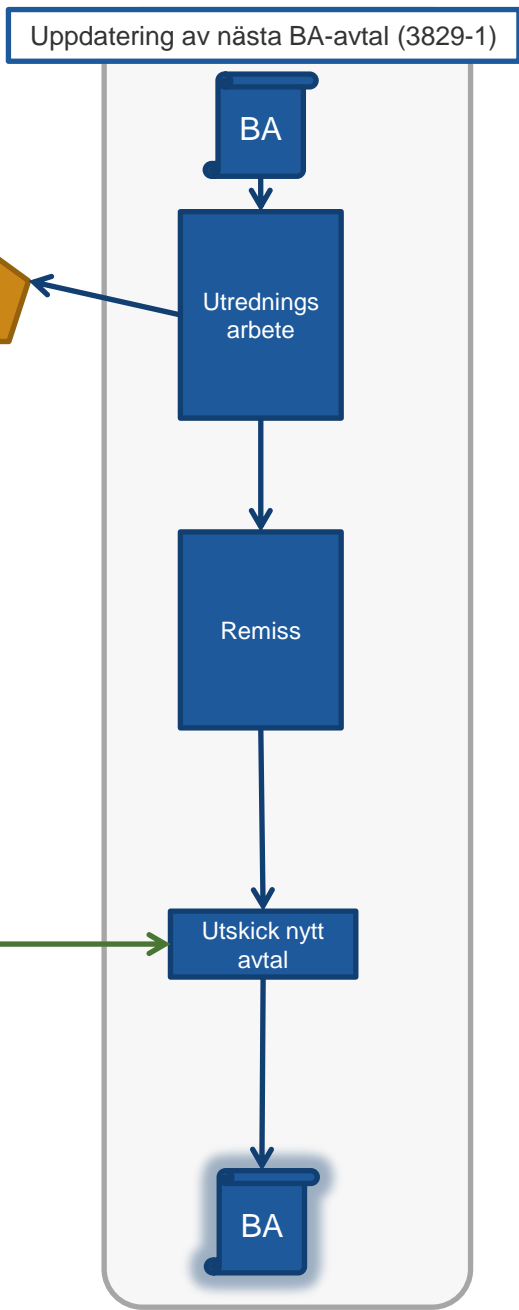 Uppdatering av nästa BA-avtal (3829-1)
BA
Utrednings
arbete
Remiss
Utskick nytt
avtal
BA